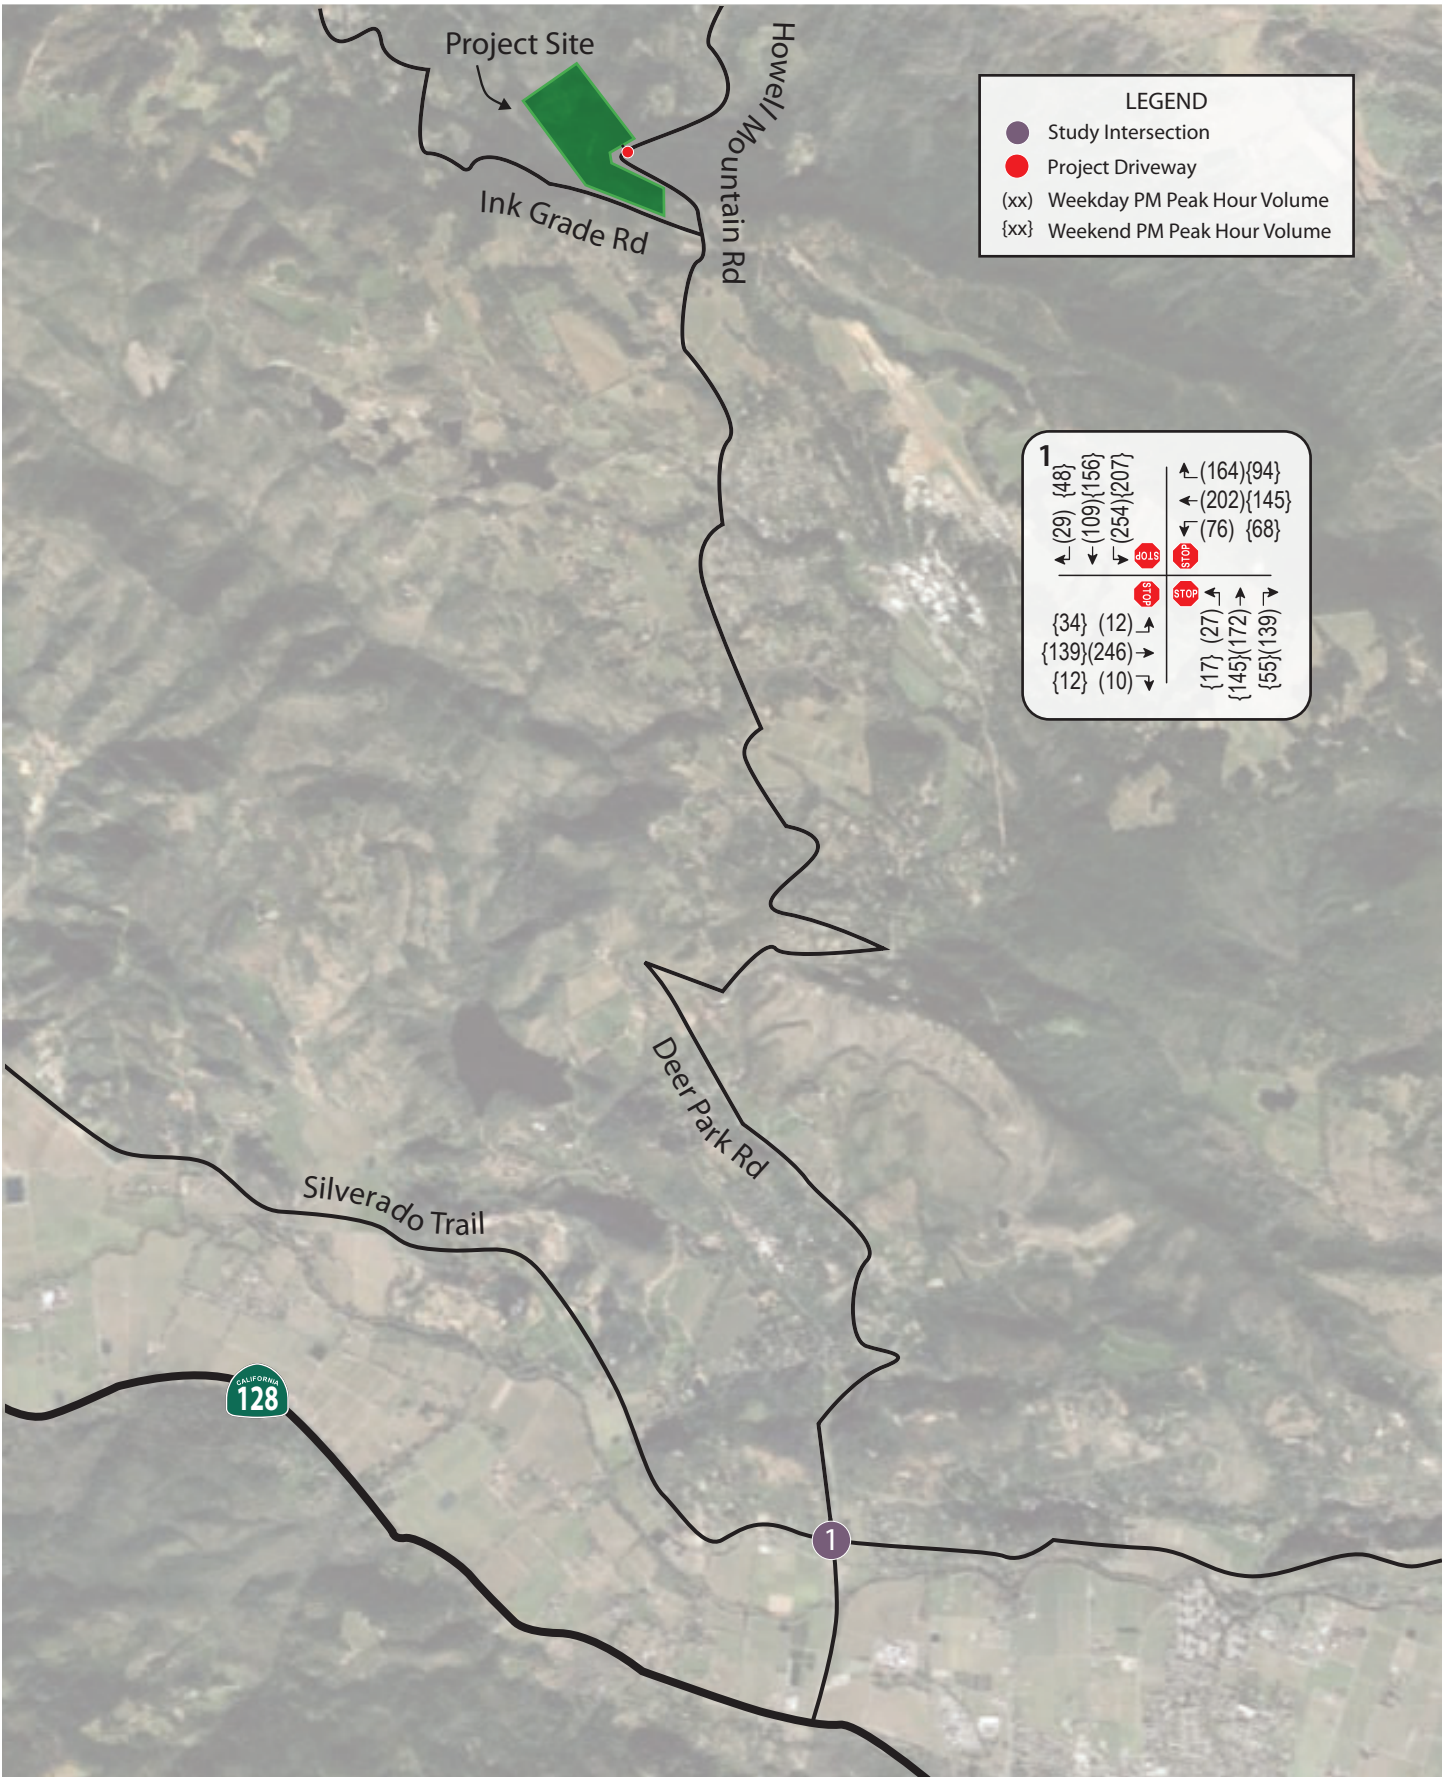 Project Site
Howell Mountain Rd
Ink Grade Rd
LEGEND
Study Intersection
Project Driveway
(xx) Weekday PM Peak Hour Volume
{xx} Weekend PM Peak Hour Volume
1
(29) {48}
(109){156}
(254){207}
(164){94}
(202){145}
(76) {68}
STOP
STOP
STOP
STOP
{34} (12)
{139}(246)
{12} (10)
{17} (27)
{145}(172)
{55}(139)
Deer Park Rd
Silverado Trail
CALIFORNIA
128
1